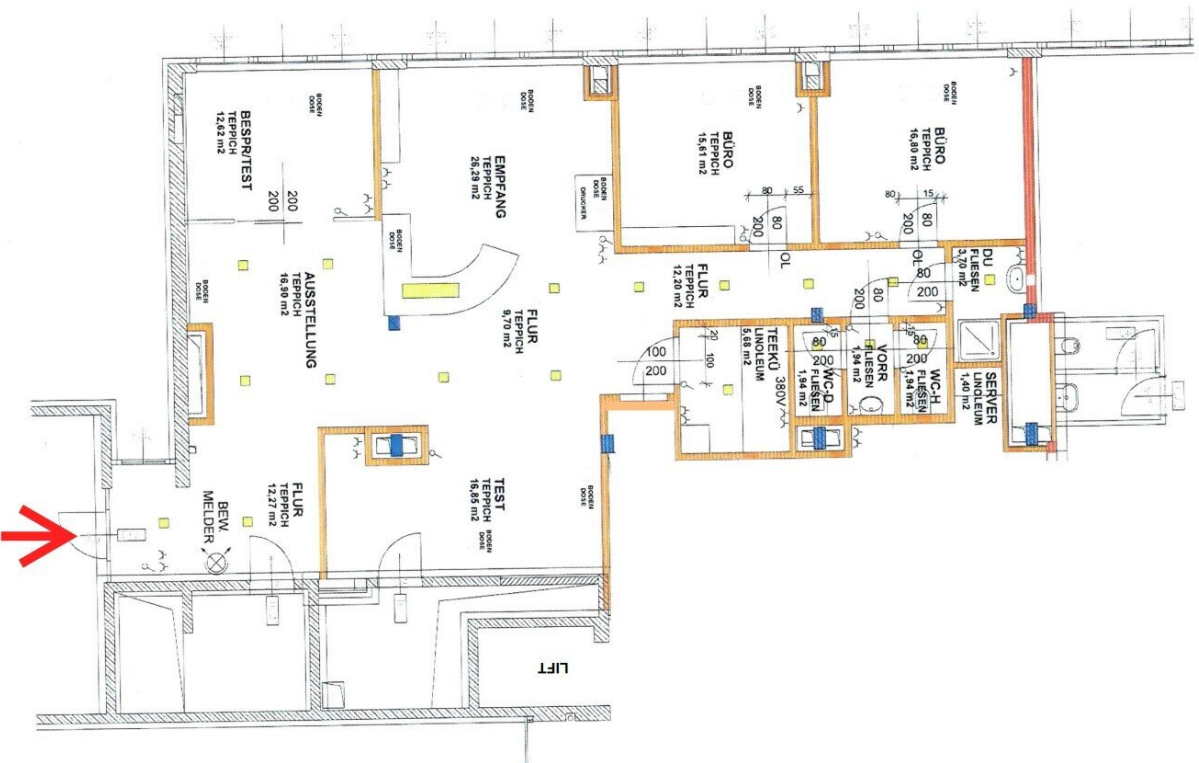 BESPR/TEST
TEPPICH
12,62 m2
BODEN
DOSE
200
200
EMPFANG
TEPPICH
26,29 m2
BODEN
DOSE
BODEN
DOSE
BODEN
DOSE
DRUCKER
BÜRO
TEPPICH
15,61 m2
BODEN
DOSE
80
55
80
200
OL
BÜRO
TEPPICH
16,80 m2
BODEN
DOSE
80
15
80
200
OL
AUSSTELLUNG
TEPPICH
16,90 m2
BODEN
DOSE
FLUR
TEPPICH
9,70 m2
FLUR
TEPPICH
12,20 m2
DU
FLIESEN
3,70 m2
80
200
80
200
100
200
20
100
TEEKÜ
LINOLEUM
5,68 m2
380V
WC-D
FLIESEN
1,94 m2
15
80
200
VORR
FLIESEN
1,94 m2
WC-H
FLIESEN
1,94 m2
15
80
200
SERVER
LINOLEUM
1,40 m2
FLUR
TEPPICH
12,27 m2
BEW.
MELDER
TEST
TEPPICH
16,85 m2
BODEN
DOSE
BODEN
DOSE
LIFT